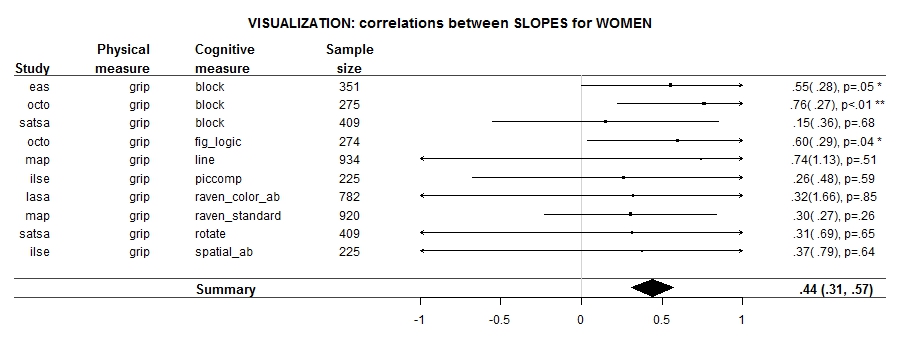 VISUALIZATION: correlations between SLOPES for WOMEN
Physical Cognitive Sample
Study measure measure size
eas grip block 351 .55( .28), p=.05 *
octo grip block 275 .76( .27), p<.01 **
satsa grip block 409 .15( .36), p=.68
octo grip fig_logic 274 .60( .29), p=.04 *
map grip line 934 .74(1.13), p=.51
ilse grip piccomp 225 .26( .48), p=.59
lasa grip raven_color_ab 782 .32(1.66), p=.85
map grip raven_standard 920 .30( .27), p=.26
satsa grip rotate 409 .31( .69), p=.65
ilse grip spatial_ab 225 .37( .79), p=.64
Summary .44 (.31, .57)
-1 -0.5 0 0.5 1